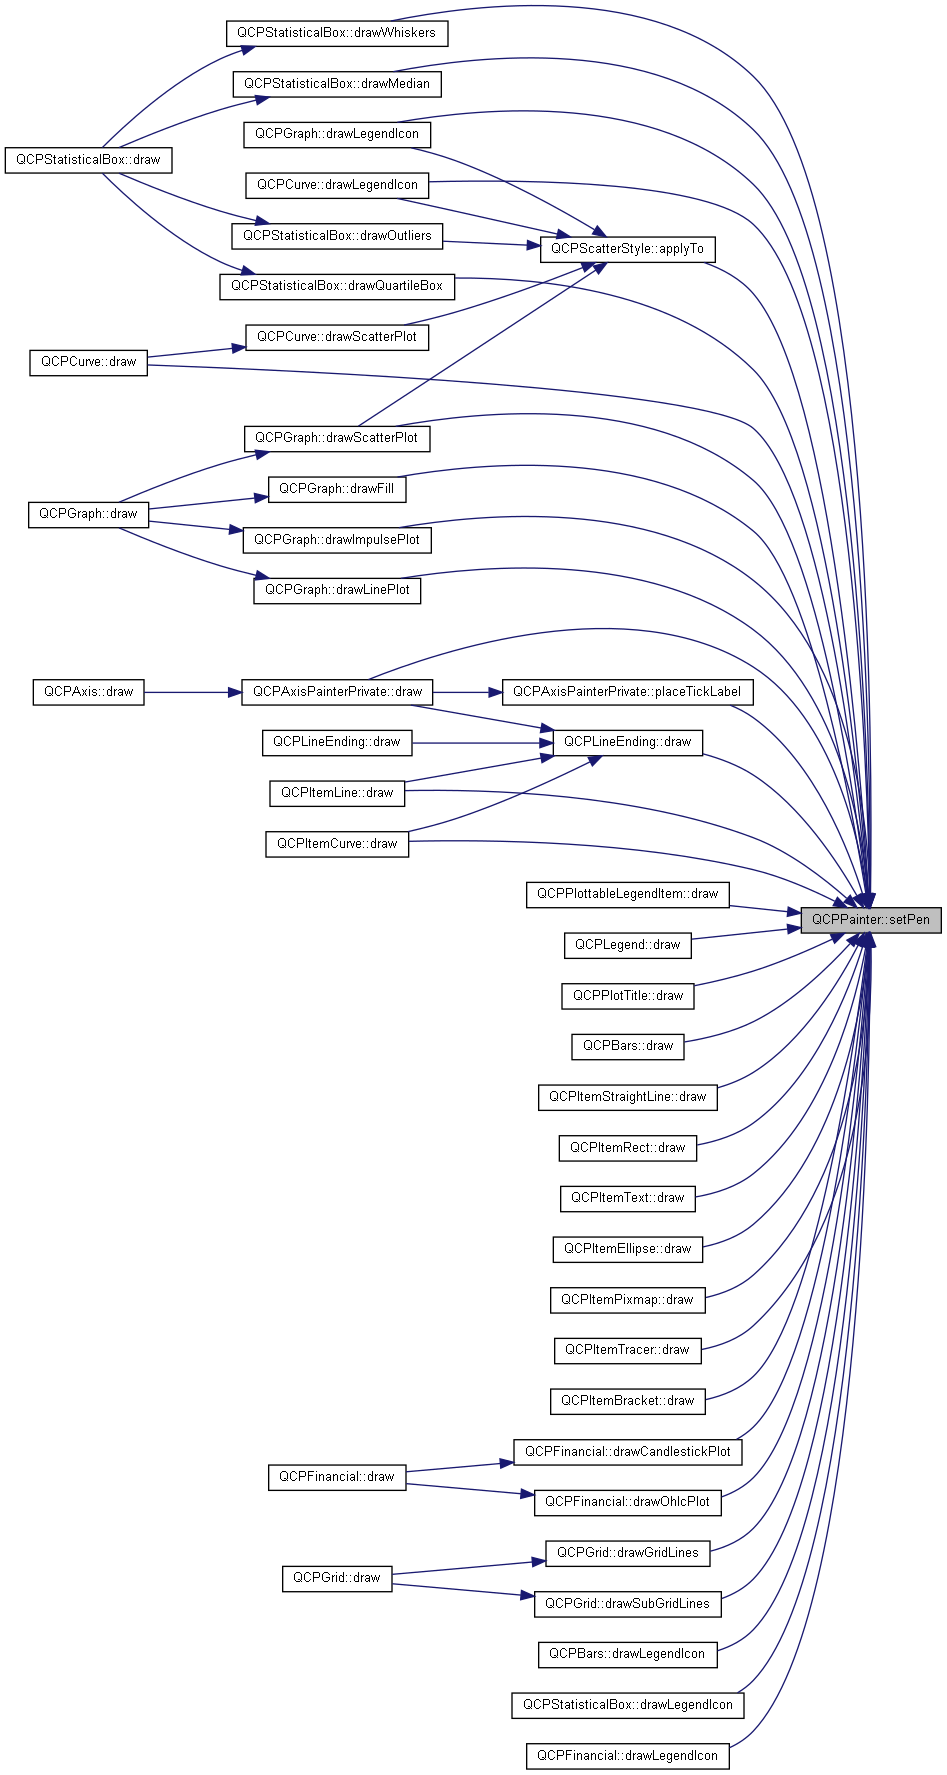 QCPStatisticalBox::drawWhiskers
QCPStatisticalBox::drawMedian
QCPGraph::drawLegendIcon
QCPStatisticalBox::draw
QCPCurve::drawLegendIcon
QCPStatisticalBox::drawOutliers
QCPScatterStyle::applyTo
QCPStatisticalBox::drawQuartileBox
QCPCurve::drawScatterPlot
QCPCurve::draw
QCPGraph::drawScatterPlot
QCPGraph::drawFill
QCPGraph::draw
QCPGraph::drawImpulsePlot
QCPGraph::drawLinePlot
QCPAxis::draw
QCPAxisPainterPrivate::draw
QCPAxisPainterPrivate::placeTickLabel
QCPLineEnding::draw
QCPLineEnding::draw
QCPItemLine::draw
QCPItemCurve::draw
QCPPlottableLegendItem::draw
QCPPainter::setPen
QCPLegend::draw
QCPPlotTitle::draw
QCPBars::draw
QCPItemStraightLine::draw
QCPItemRect::draw
QCPItemText::draw
QCPItemEllipse::draw
QCPItemPixmap::draw
QCPItemTracer::draw
QCPItemBracket::draw
QCPFinancial::drawCandlestickPlot
QCPFinancial::draw
QCPFinancial::drawOhlcPlot
QCPGrid::drawGridLines
QCPGrid::draw
QCPGrid::drawSubGridLines
QCPBars::drawLegendIcon
QCPStatisticalBox::drawLegendIcon
QCPFinancial::drawLegendIcon